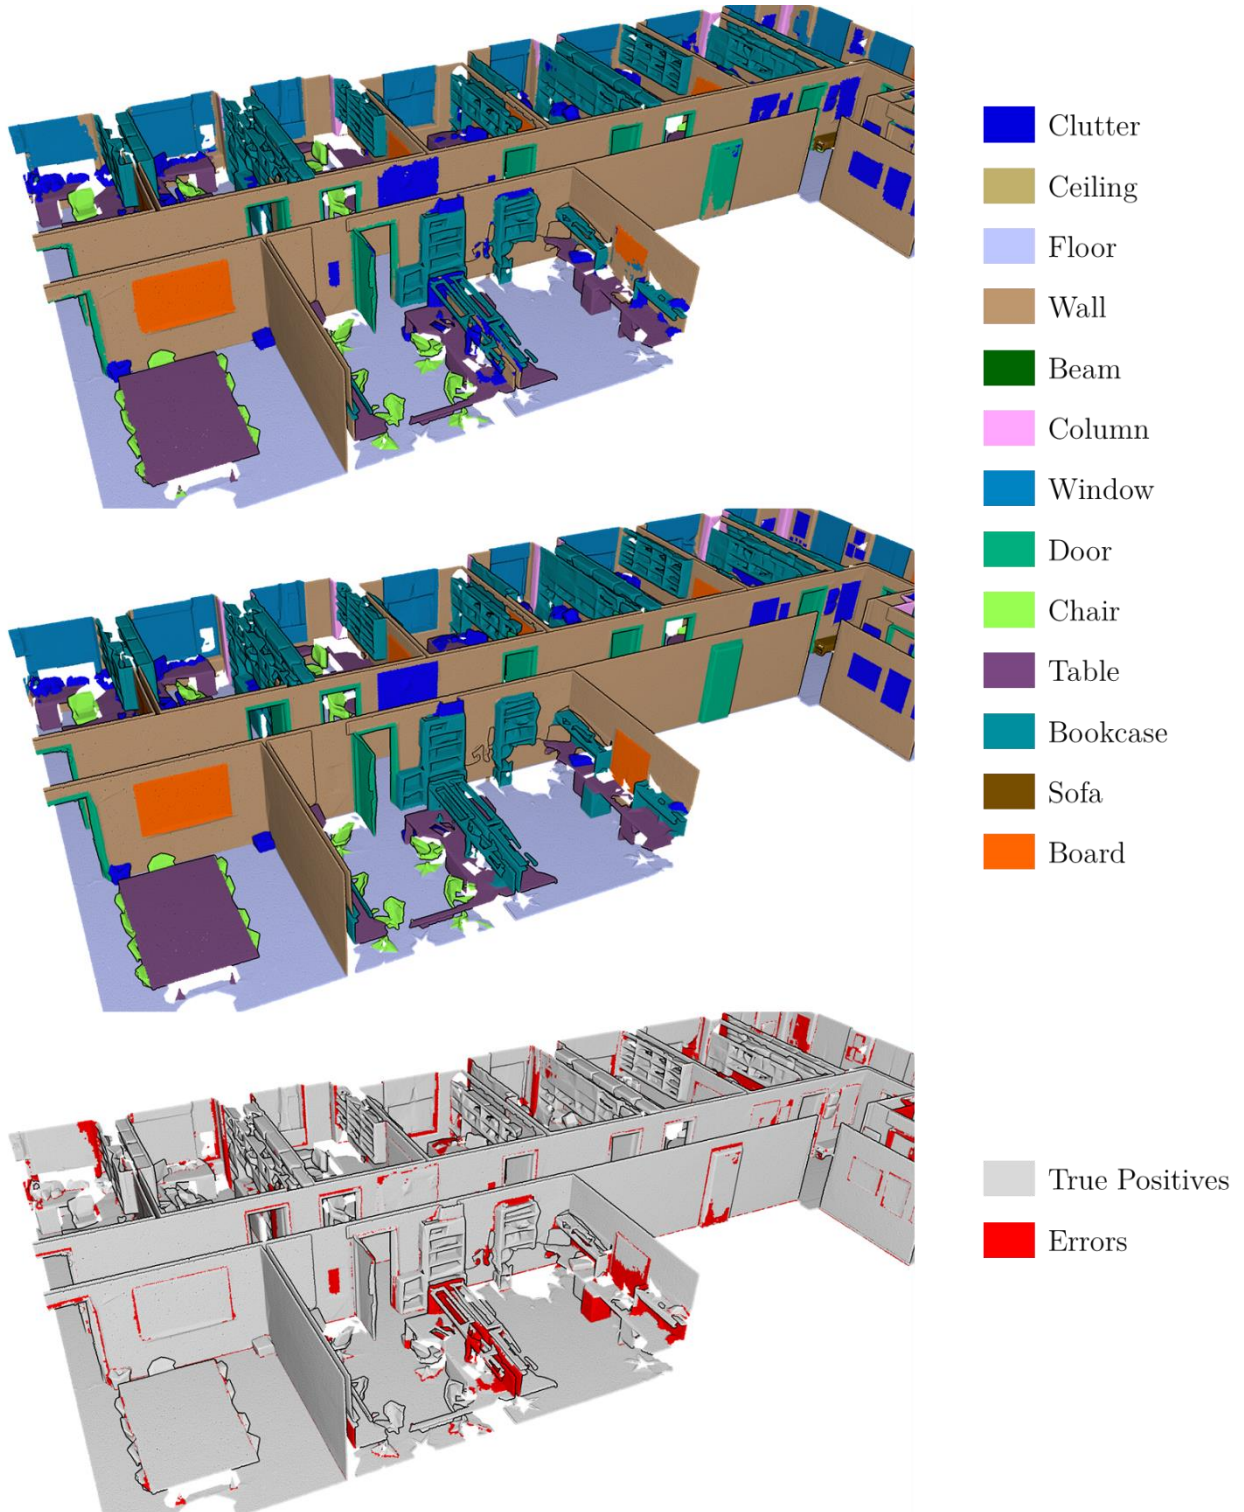 Clutter
Ceiling
Floor
Wall
Beam
Column
Window
Door
Chair
Table
Bookcase
Sofa
Board
True Positives
Errors